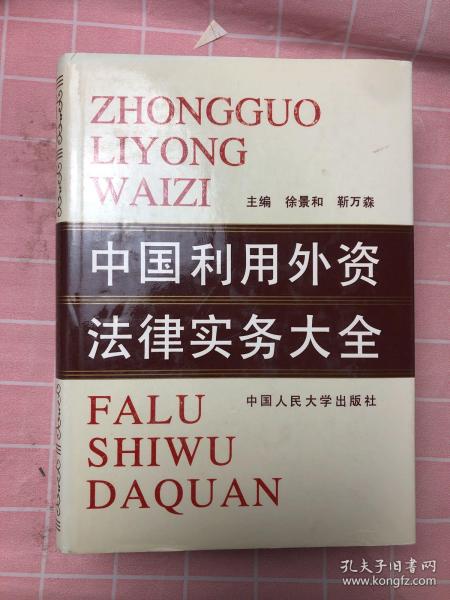 ZHONGGUO
LIYONG
WAIZI
主编 徐景和 靳万森
中国利用外资
法律实务大全
FALU
SHIWU
DAQUAN
中国人民大学出版社
孔夫子旧书网
www.kongfz.com